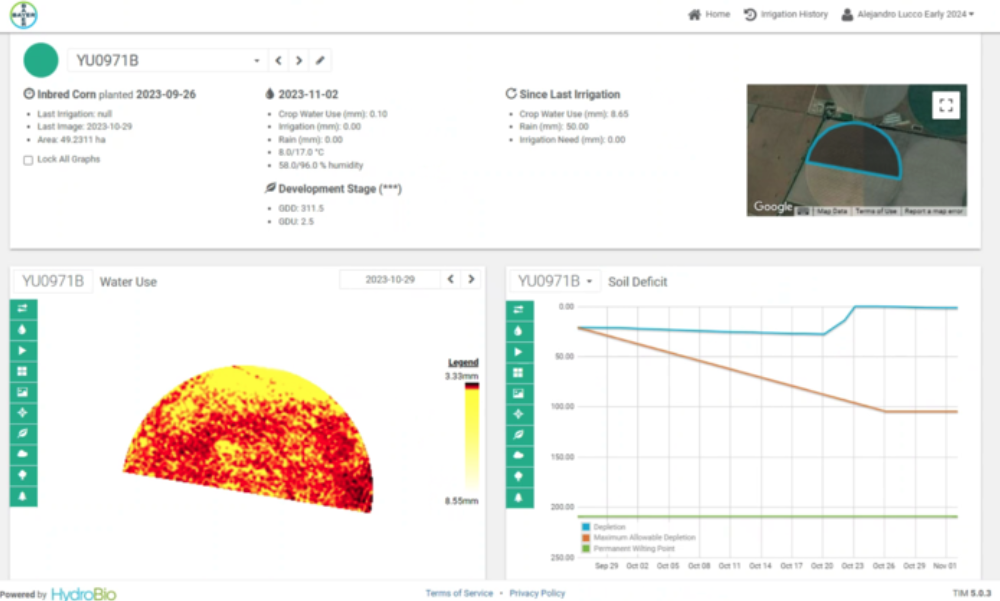 BAYER
Home
Irrigation History
Alejandro Lucco Early 2024
YU0971B
Inbred Corn planted 2023-09-26
Last Irrigation: null
Last Image: 2023-10-29
Area: 49.2311 ha
Lock All Graphs
2023-11-02
Crop Water Use (mm): 0.10
Irrigation (mm): 0.00
Rain (mm): 0.00
8.0/17.0 °C
58.0/96.0 % humidity
Development Stage (***)
GDD: 311.5
GDU: 2.5
Since Last Irrigation
Crop Water Use (mm): 8.65
Rain (mm): 50.00
Irrigation Need (mm): 0.00
Google
Map Data
Terms of Use
Report a map error
YU0971B
Water Use
2023-10-29
Legend
3.33mm
8.55mm
YU0971B
Soil Deficit
0.00
50.00
100.00
150.00
200.00
250.00
Depletion
Maximum Allowable Depletion
Permanent Wilting Point
Sep 29 Oct 02 Oct 05 Oct 08 Oct 11 Oct 14 Oct 17 Oct 20 Oct 23 Oct 26 Oct 29 Nov 01
Powered by HydroBio
Terms of Service • Privacy Policy
TIM 5.0.3